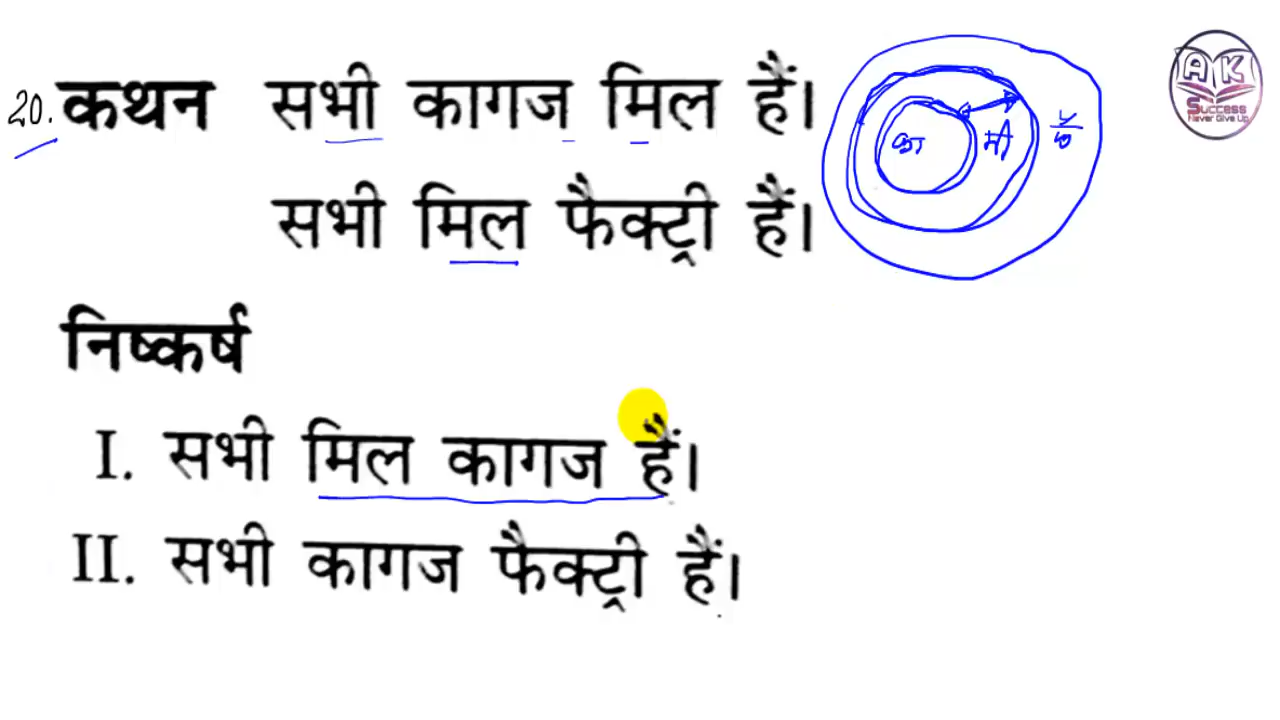 20. कथन सभी कागज मिल हैं।
सभी मिल फैक्ट्री हैं।
का मी फै
निष्कर्ष
I. सभी मिल कागज हैं।
II. सभी कागज फैक्ट्री हैं।
AK
Success
Never Give Up